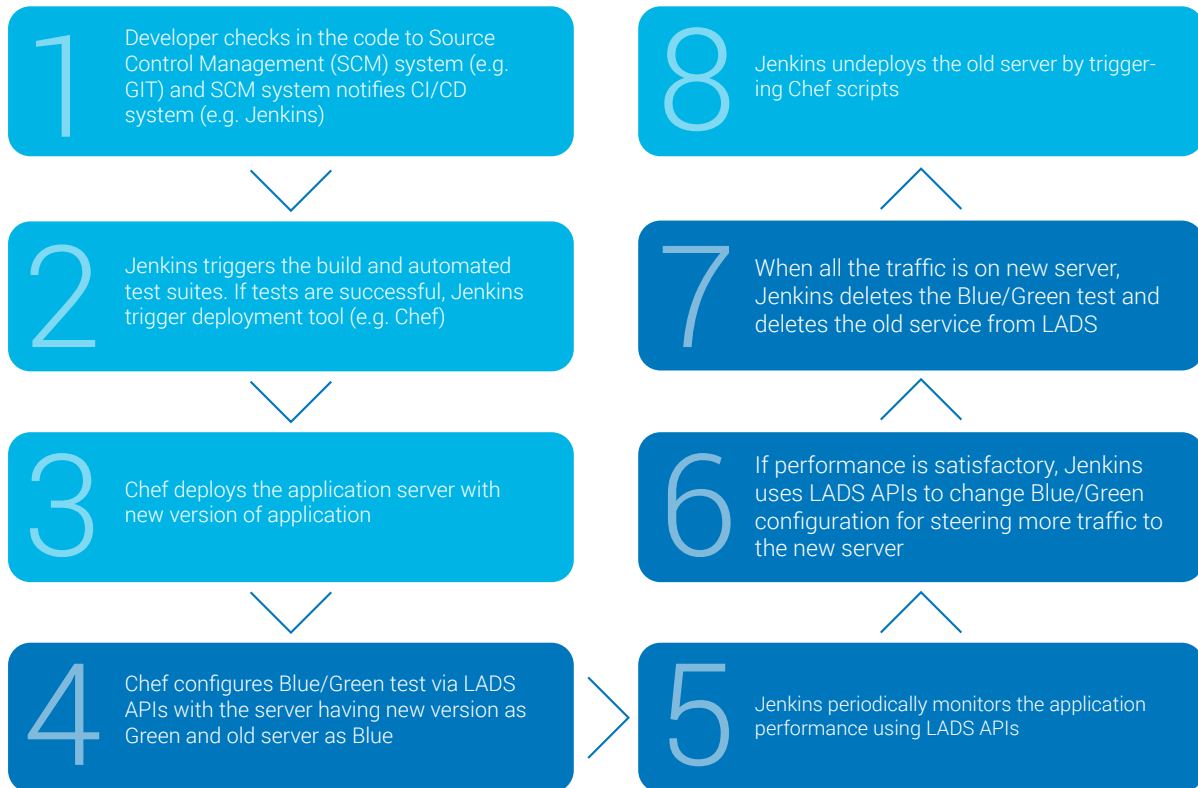 1
Developer checks in the code to Source
Control Management (SCM) system (e.g.
GIT) and SCM system notifies CI/CD
system (e.g. Jenkins)
2
Jenkins triggers the build and automated
test suites. If tests are successful, Jenkins
trigger deployment tool (e.g. Chef)
3
Chef deploys the application server with
new version of application
4
Chef configures Blue/Green test via LADS
APIs with the server having new version as
Green and old server as Blue
5
Jenkins periodically monitors the application
performance using LADS APIs
6
If performance is satisfactory, Jenkins
uses LADS APIs to change Blue/Green
configuration for steering more traffic to
the new server
7
When all the traffic is on new server,
Jenkins deletes the Blue/Green test and
deletes the old service from LADS
8
Jenkins undeploys the old server by trigger-
ing Chef scripts